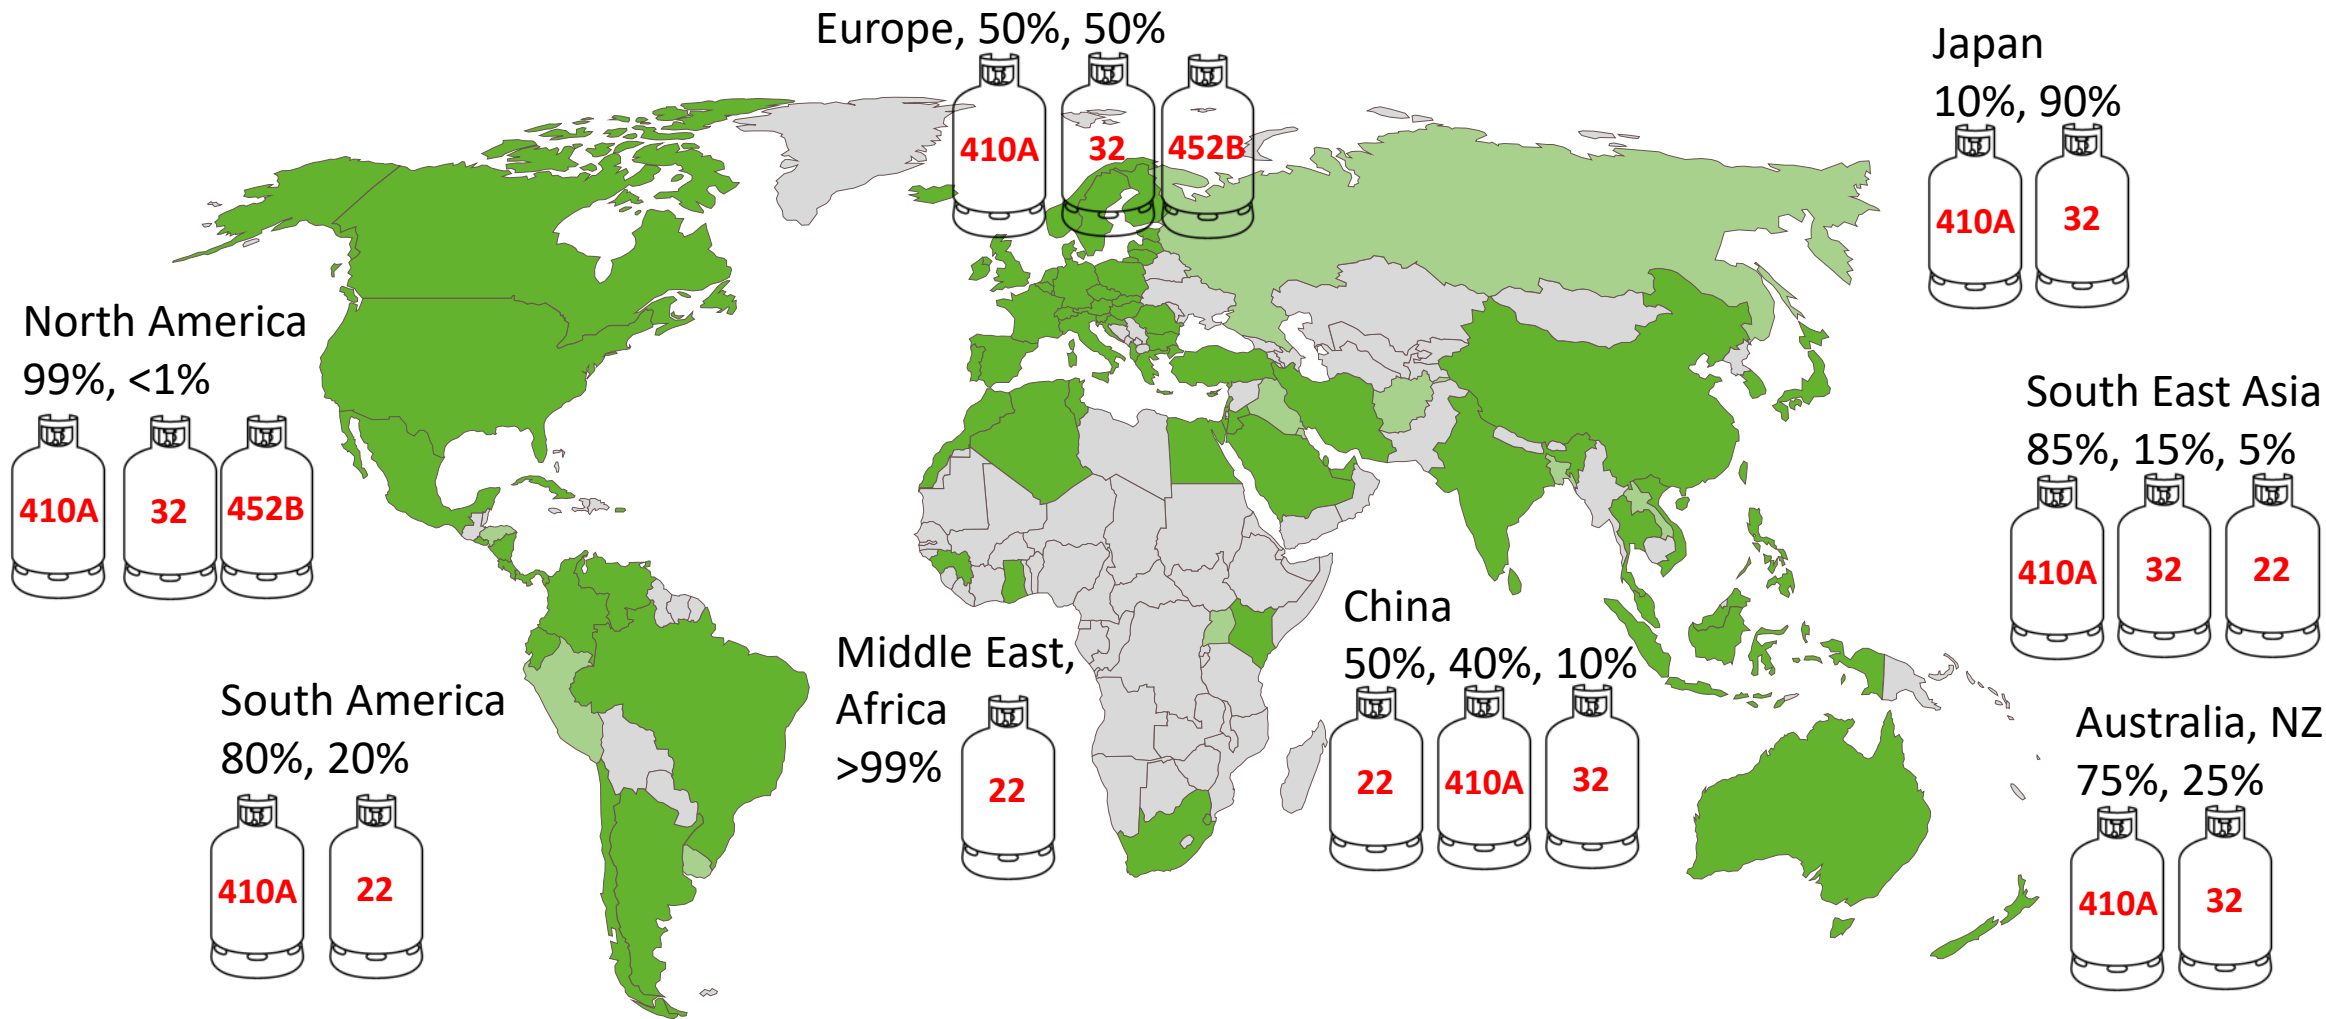 Europe, 50%, 50%
410A 32 452B
Japan
10%, 90%
410A 32
North America
99%, <1%
410A 32 452B
South East Asia
85%, 15%, 5%
410A 32 22
South America
80%, 20%
410A 22
Middle East,
Africa
>99%
22
China
50%, 40%, 10%
22 410A 32
Australia, NZ
75%, 25%
410A 32